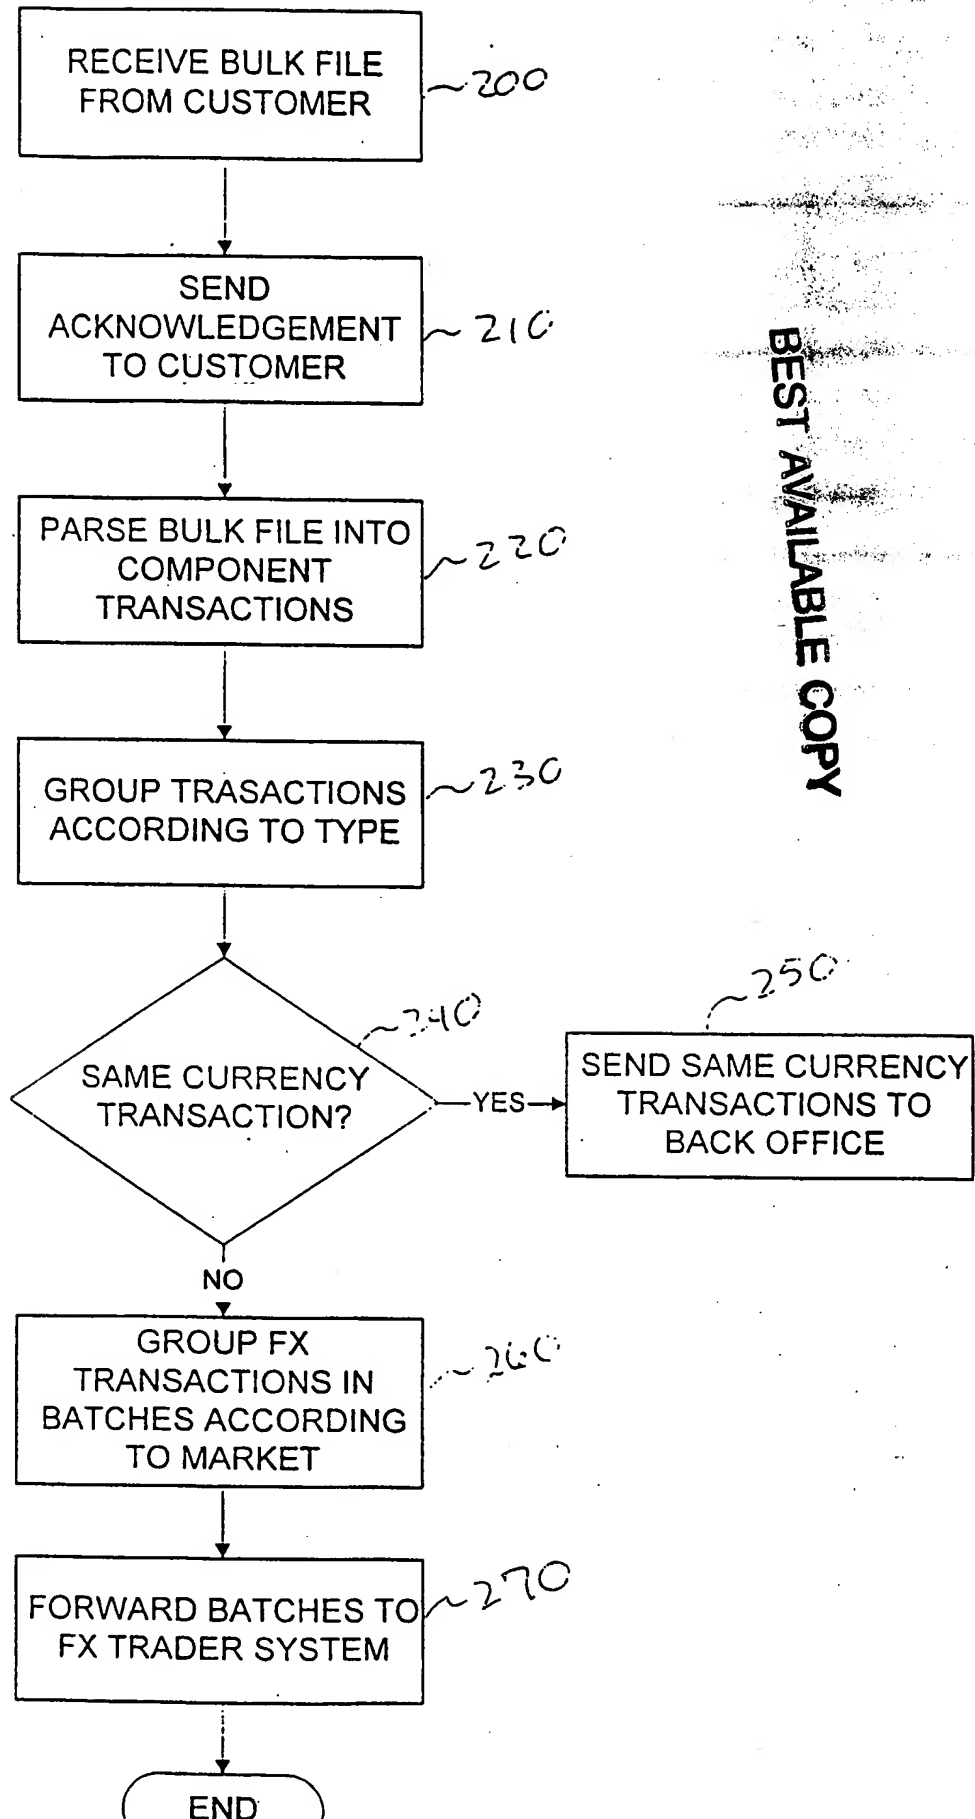 RECEIVE BULK FILE
FROM CUSTOMER
200
SEND
ACKNOWLEDGEMENT
TO CUSTOMER
210
PARSE BULK FILE INTO
COMPONENT
TRANSACTIONS
220
GROUP TRASACTIONS
ACCORDING TO TYPE
230
SAME CURRENCY
TRANSACTION?
240
YES
SEND SAME CURRENCY
TRANSACTIONS TO
BACK OFFICE
250
NO
GROUP FX
TRANSACTIONS IN
BATCHES ACCORDING
TO MARKET
260
FORWARD BATCHES TO
FX TRADER SYSTEM
270
END
BEST AVAILABLE COPY